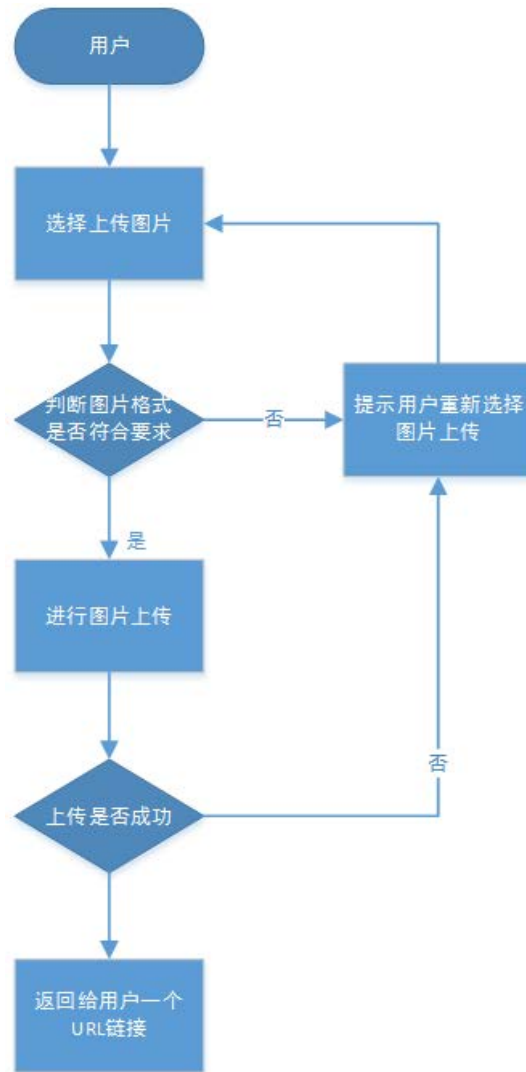 用户
选择上传图片
判断图片格式
是否符合要求
否
提示用户重新选择
图片上传
是
进行图片上传
否
上传是否成功
返回给用户一个
URL链接